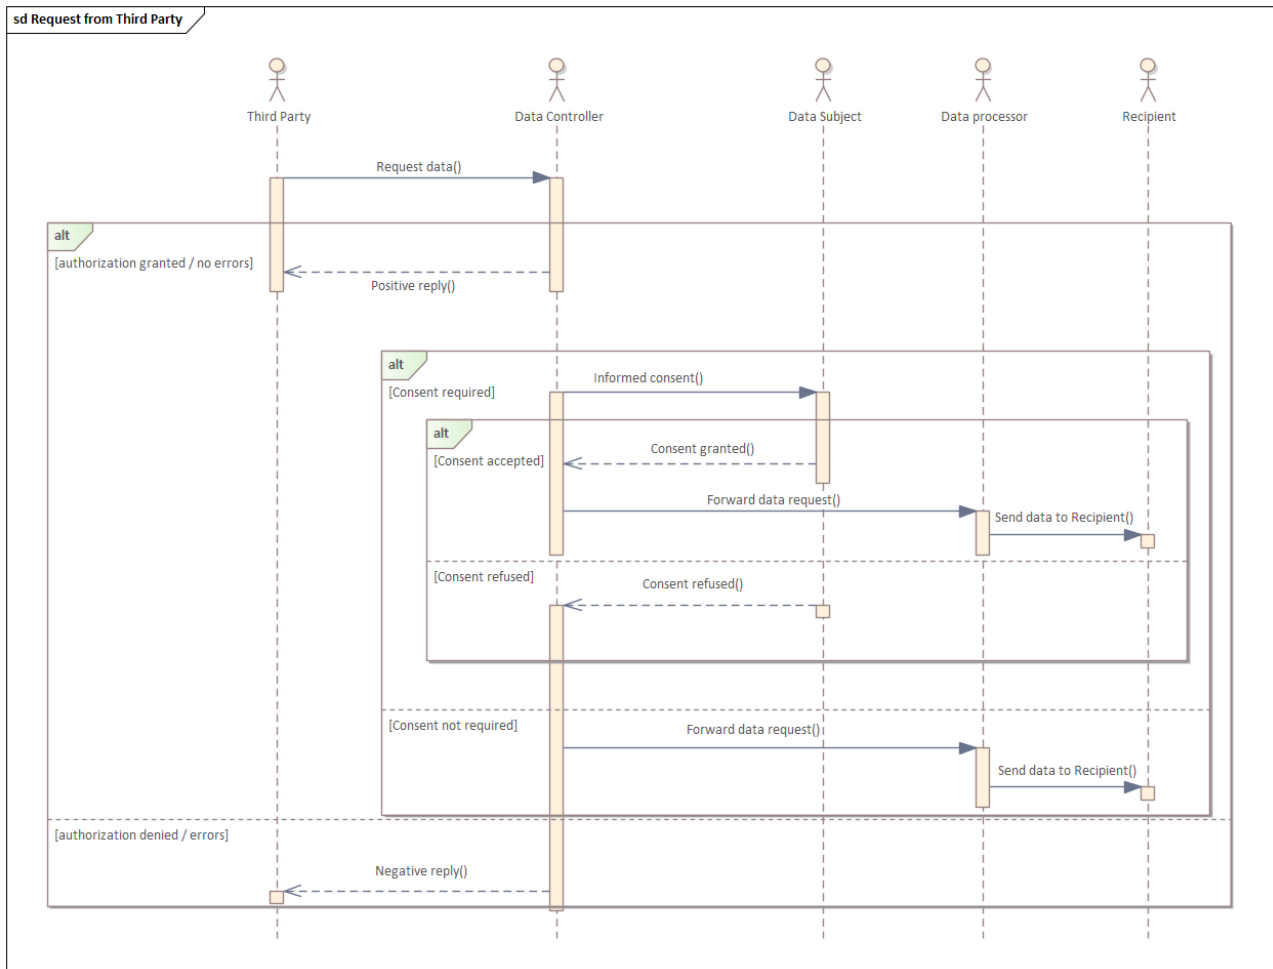 sd Request from Third Party
Third Party
Data Controller
Data Subject
Data processor
Recipient
Request data()
alt
[authorization granted / no errors]
Positive reply()
alt
[Consent required]
Informed consent()
alt
[Consent accepted]
Consent granted()
Forward data request()
Send data to Recipient()
[Consent refused]
Consent refused()
[Consent not required]
Forward data request()
Send data to Recipient()
[authorization denied / errors]
Negative reply()